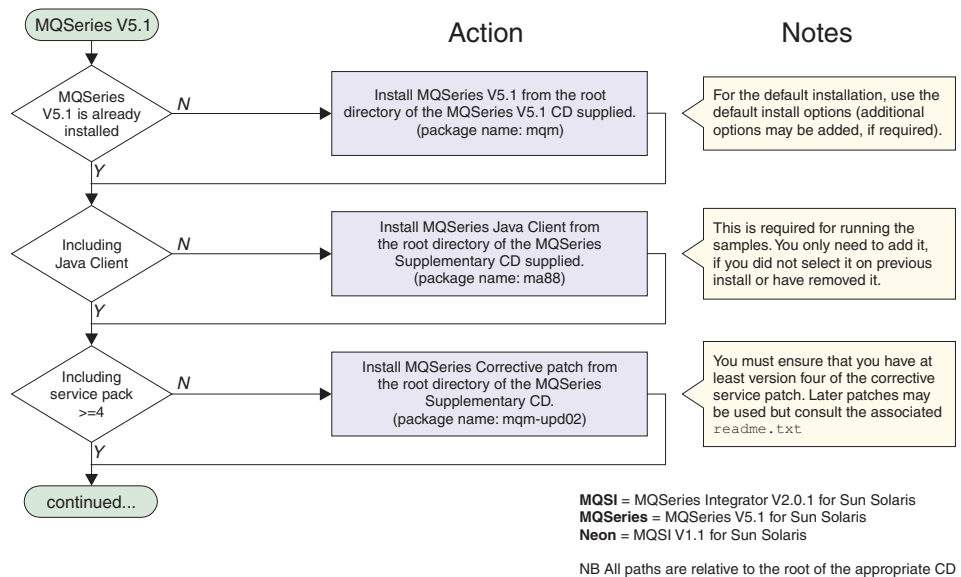 MQSeries V5.1
Action
Notes
MQSeries
V5.1 is already
installed
N
Y
Install MQSeries V5.1 from the root
directory of the MQSeries V5.1 CD supplied.
(package name: mqm)
For the default installation, use the
default install options (additional
options may be added, if required).
Including
Java Client
N
Y
Install MQSeries Java Client from
the root directory of the MQSeries
Supplementary CD supplied.
(package name: ma88)
This is required for running the
samples. You only need to add it,
if you did not select it on previous
install or have removed it.
Including
service pack
>=4
N
Y
Install MQSeries Corrective patch from
the root directory of the MQSeries
Supplementary CD.
(package name: mqm-upd02)
You must ensure that you have at
least version four of the corrective
service patch. Later patches may
be used but consult the associated
readme.txt
continued...
MQSI = MQSeries Integrator V2.0.1 for Sun Solaris
MQSeries = MQSeries V5.1 for Sun Solaris
Neon = MQSI V1.1 for Sun Solaris
NB All paths are relative to the root of the appropriate CD